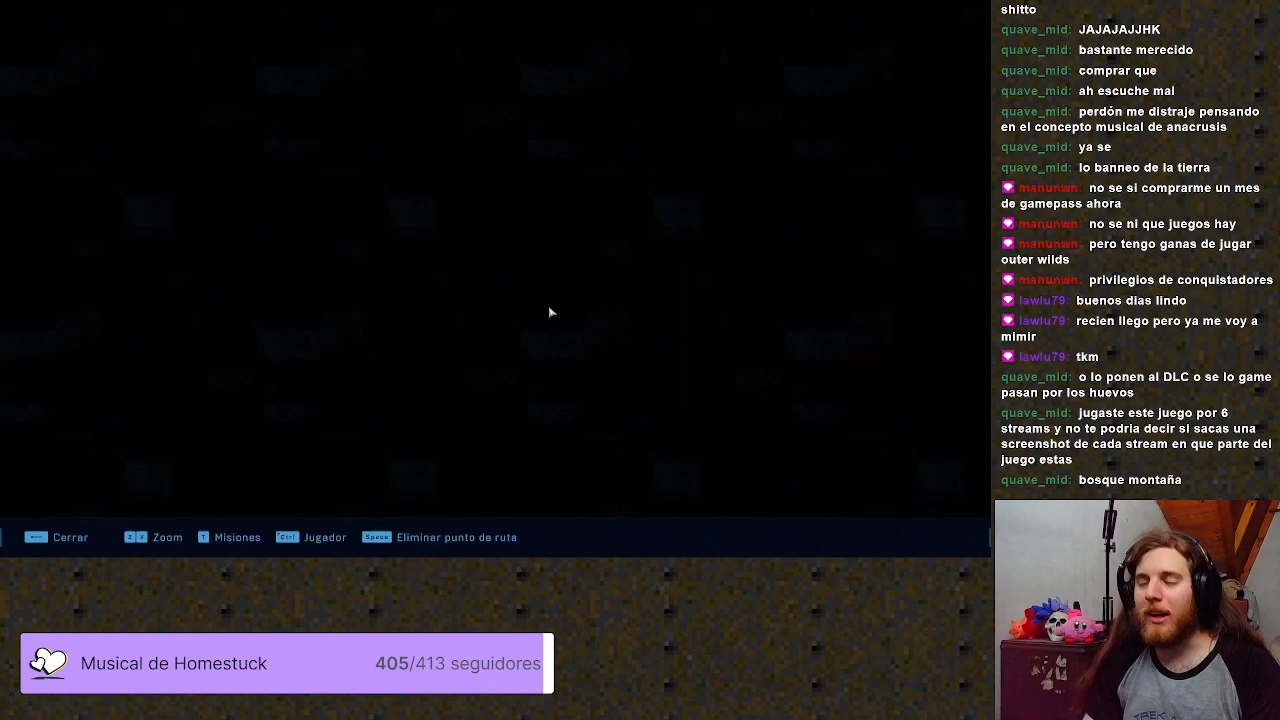 shitto
quave_mid: JAJAJAJJHK
quave_mid: bastante merecido
quave_mid: comprar que
quave_mid: ah escuche mal
quave_mid: perdón me distraje pensando
en el concepto musical de anacrusis
quave_mid: ya se
quave_mid: lo banneo de la tierra
manunwn: no se si comprarme un mes
de gamepass ahora
manunwn: no se ni que juegos hay
manunwn: pero tengo ganas de jugar
outer wilds
manunwn: privilegios de conquistadores
lawlu79: buenos dias lindo
lawlu79: recien llego pero ya me voy a
mimir
lawlu79: tkm
quave_mid: o lo ponen al DLC o se lo game
pasan por los huevos
quave_mid: jugaste este juego por 6
streams y no te podria decir si sacas una
screenshot de cada stream en que parte del
juego estas
quave_mid: bosque montaña
Cerrar Z X Zoom T Misiones Ctrl Jugador Space Eliminar punto de ruta
Musical de Homestuck 405/413 seguidores
TREK